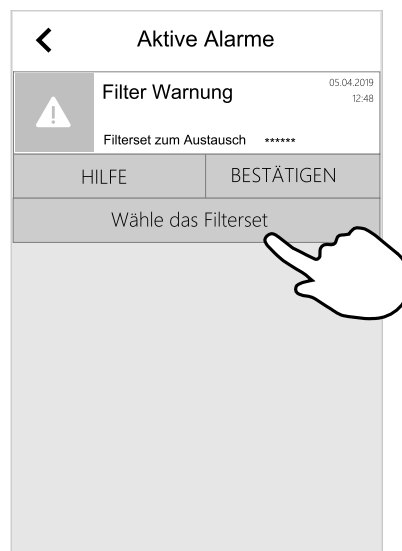 Aktive Alarme
Filter Warnung
05.04.2019
12:48
Filterset zum Austausch ******
HILFE
BESTÄTIGEN
Wähle das Filterset